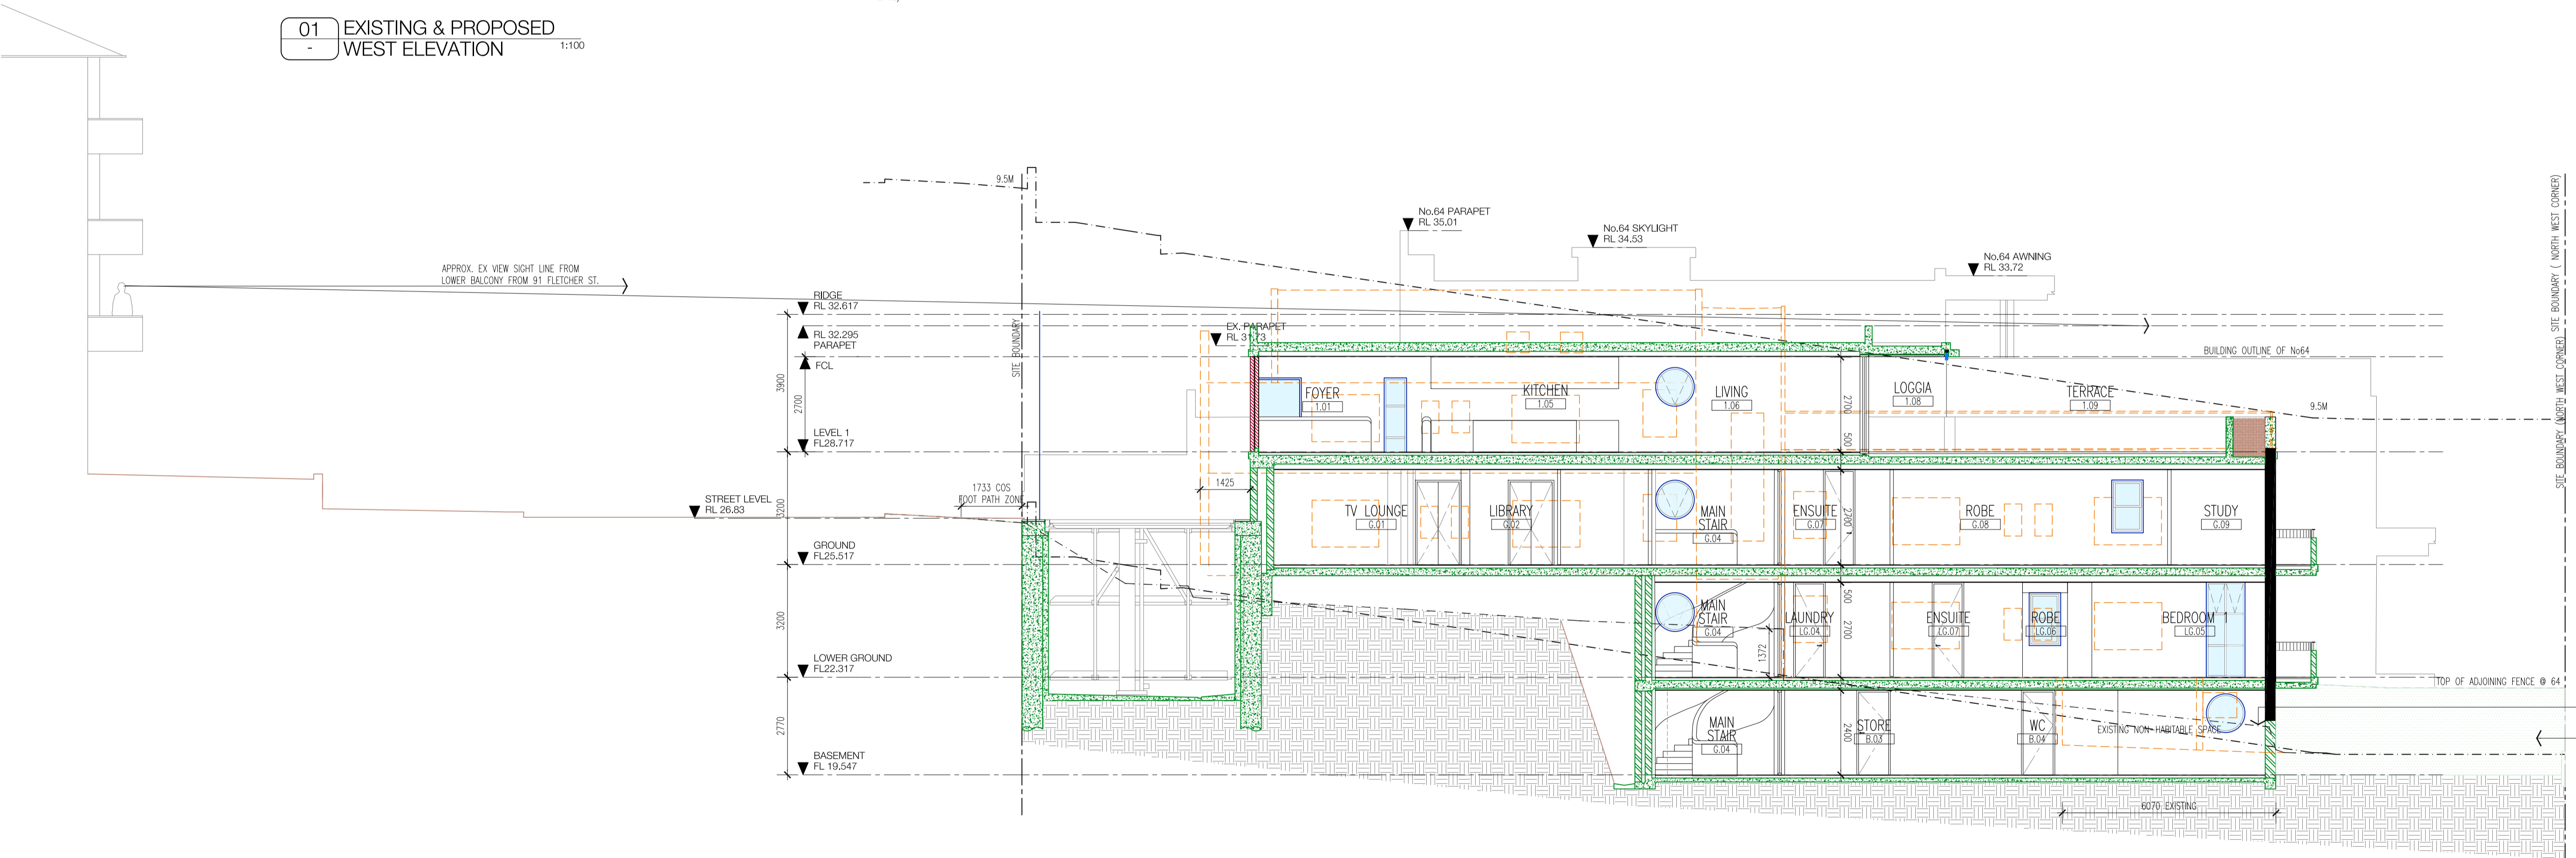 01
-
EXISTING & PROPOSED
WEST ELEVATION
1:100
9.5M
No.64 PARAPET
RL 35.01
No.64 SKYLIGHT
RL 34.53
No.64 AWNING
RL 33.72
APPROX. EX VIEW SIGHT LINE FROM
LOWER BALCONY FROM 91 FLETCHER ST.
RIDGE
RL 32.617
RL 32.295
PARAPET
FCL
EX. PARAPET
RL 31.73
SITE BOUNDARY
BUILDING OUTLINE OF No64
3900
2700
FOYER
1.01
KITCHEN
1.05
LIVING
1.06
2700
500
LOGGIA
1.08
TERRACE
1.09
9.5M
LEVEL 1
FL28.717
1425
1733 COS
FOOT PATH ZONE
STREET LEVEL
RL 26.83
3200
TV LOUNGE
G.01
LIBRARY
G.02
MAIN
STAIR
G.04
ENSUITE
G.07
2700
ROBE
G.08
STUDY
G.09
GROUND
FL25.517
3200
500
2700
MAIN
STAIR
G.04
1372
LAUNDRY
LG.04
ENSUITE
LG.07
ROBE
LG.06
BEDROOM 1
LG.05
LOWER GROUND
FL22.317
TOP OF ADJOINING FENCE @ 64
2770
MAIN
STAIR
G.04
2400
STORE
B.03
WC
B.04
EXISTING NON-HABITABLE SPACE
BASEMENT
FL 19.547
6070 EXISTING
SITE BOUNDARY (NORTH WEST CORNER)
SITE BOUNDARY ( NORTH WEST CORNER)